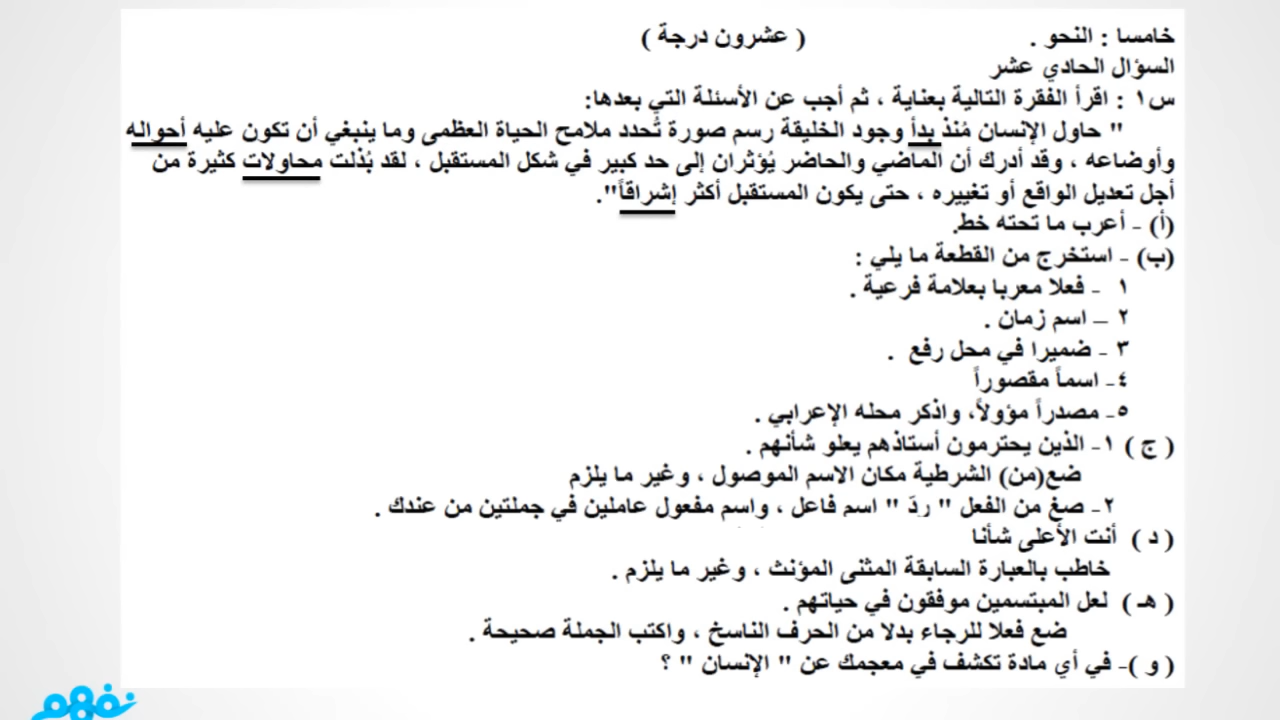 خامسا : النحو . ( عشرون درجة )
السؤال الحادي عشر
س١ : اقرأ الفقرة التالية بعناية ، ثم أجب عن الأسئلة التي بعدها:
" حاول الإنسان مُنذ بدأ وجود الخليقة رسم صورة تُحدد ملامح الحياة العظمى وما ينبغي أن تكون عليه أحواله
وأوضاعه ، وقد أدرك أن الماضي والحاضر يُؤثران إلى حد كبير في شكل المستقبل ، لقد بُذلت محاولات كثيرة من
أجل تعديل الواقع أو تغييره ، حتى يكون المستقبل أكثر إشراقاً".
(أ) - أعرب ما تحته خط.
(ب) - استخرج من القطعة ما يلي :
١ - فعلا معربا بعلامة فرعية .
٢ – اسم زمان .
٣ - ضميرا في محل رفع .
٤- اسماً مقصوراً
٥- مصدراً مؤولاً، واذكر محله الإعرابي .
( ج ) ١- الذين يحترمون أستاذهم يعلو شأنهم .
ضع(من) الشرطية مكان الاسم الموصول ، وغير ما يلزم
٢- صغ من الفعل " ردَ " اسم فاعل ، واسم مفعول عاملين في جملتين من عندك .
( د ) أنت الأعلى شأنا
خاطب بالعبارة السابقة المثنى المؤنث ، وغير ما يلزم .
( هـ ) لعل المبتسمين موفقون في حياتهم .
ضع فعلا للرجاء بدلا من الحرف الناسخ ، واكتب الجملة صحيحة .
( و )- في أي مادة تكشف في معجمك عن " الإنسان " ؟
نفهم